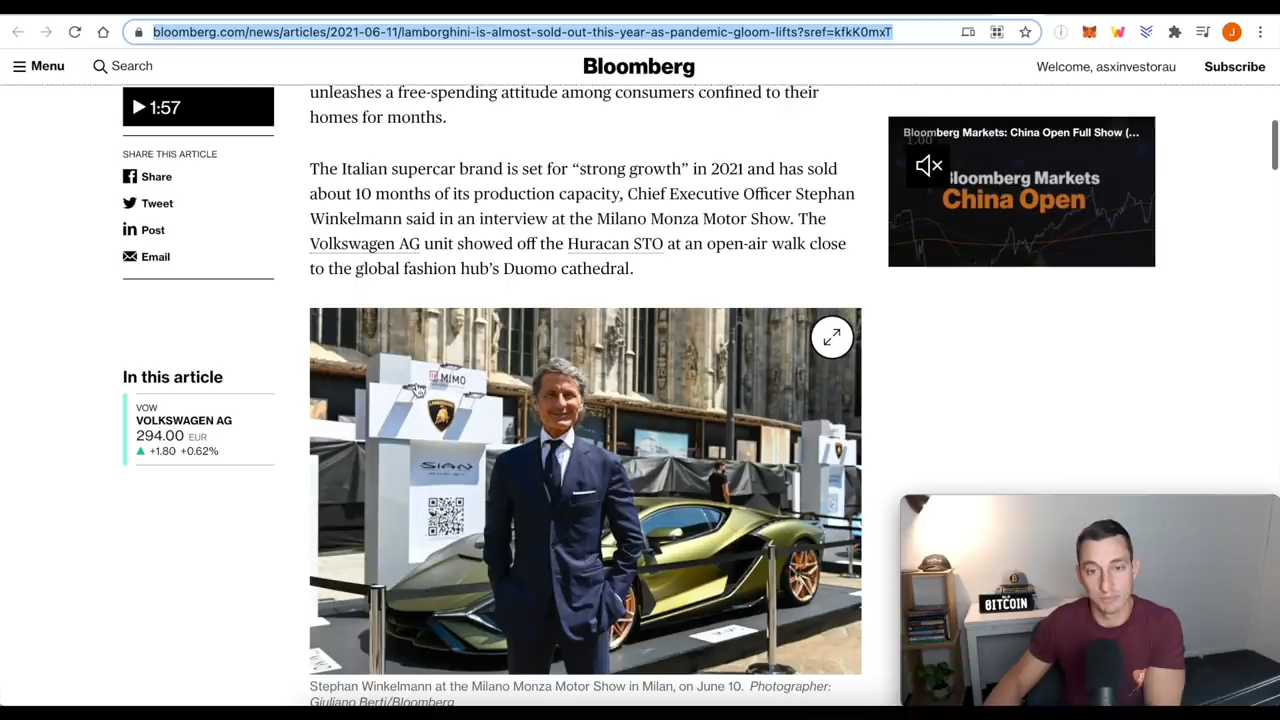 bloomberg.com/news/articles/2021-06-11/lamborghini-is-almost-sold-out-this-year-as-pandemic-gloom-lifts?sref=kfkK0mxT
J
Menu
Search
Bloomberg
Welcome, asxinvestorau
Subscribe
1:57
SHARE THIS ARTICLE
Share
Tweet
Post
Email
In this article
VOW
VOLKSWAGEN AG
294.00 EUR
+1.80 +0.62%
unleashes a free-spending attitude among consumers confined to their
homes for months.
The Italian supercar brand is set for “strong growth” in 2021 and has sold
about 10 months of its production capacity, Chief Executive Officer Stephan
Winkelmann said in an interview at the Milano Monza Motor Show. The
Volkswagen AG unit showed off the Huracan STO at an open-air walk close
to the global fashion hub’s Duomo cathedral.
MIMO
SIAN
Stephan Winkelmann at the Milano Monza Motor Show in Milan, on June 10. Photographer:
Giuliano Berti/Bloomberg
Bloomberg Markets: China Open Full Show (...
1:00
Bloomberg Markets
China Open
BITCOIN